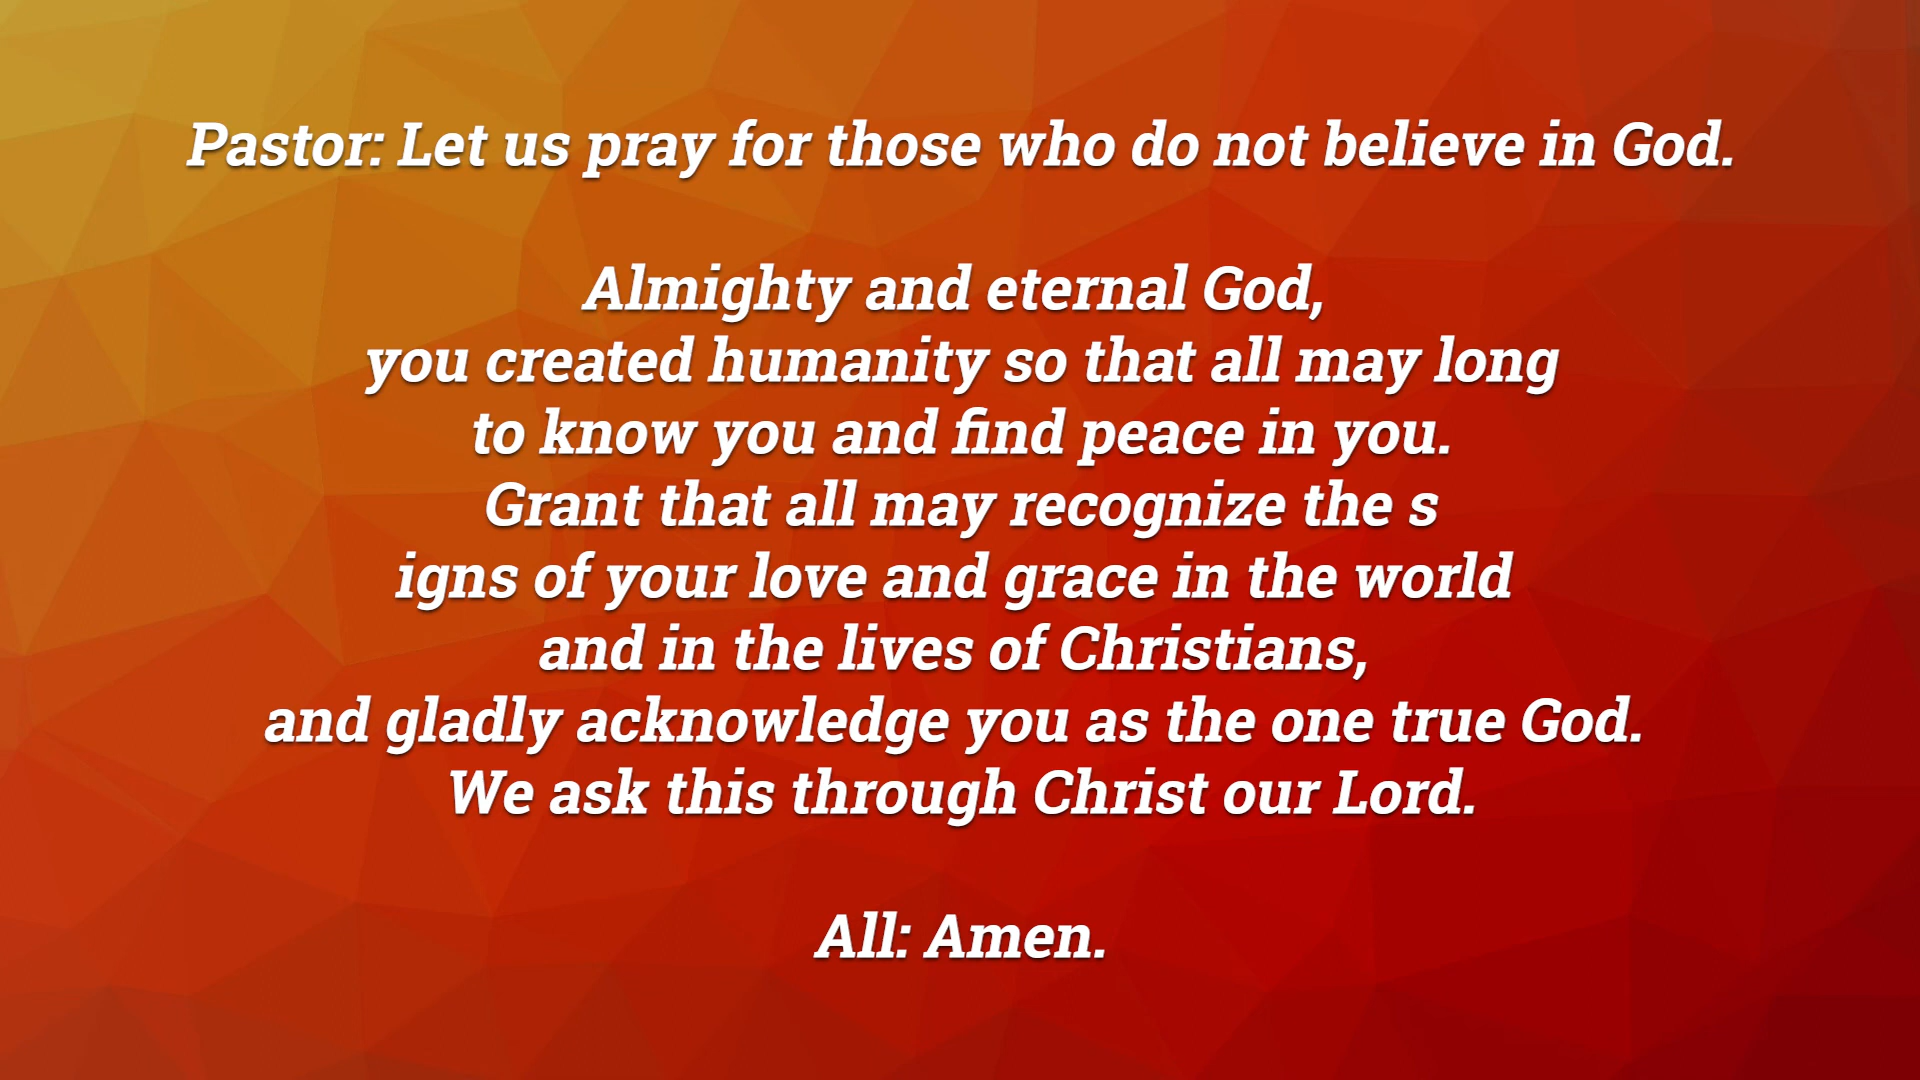 Pastor: Let us pray for those who do not believe in God.
Almighty and eternal God,
you created humanity so that all may long
to know you and find peace in you.
Grant that all may recognize the s
igns of your love and grace in the world
and in the lives of Christians,
and gladly acknowledge you as the one true God.
We ask this through Christ our Lord.
All: Amen.